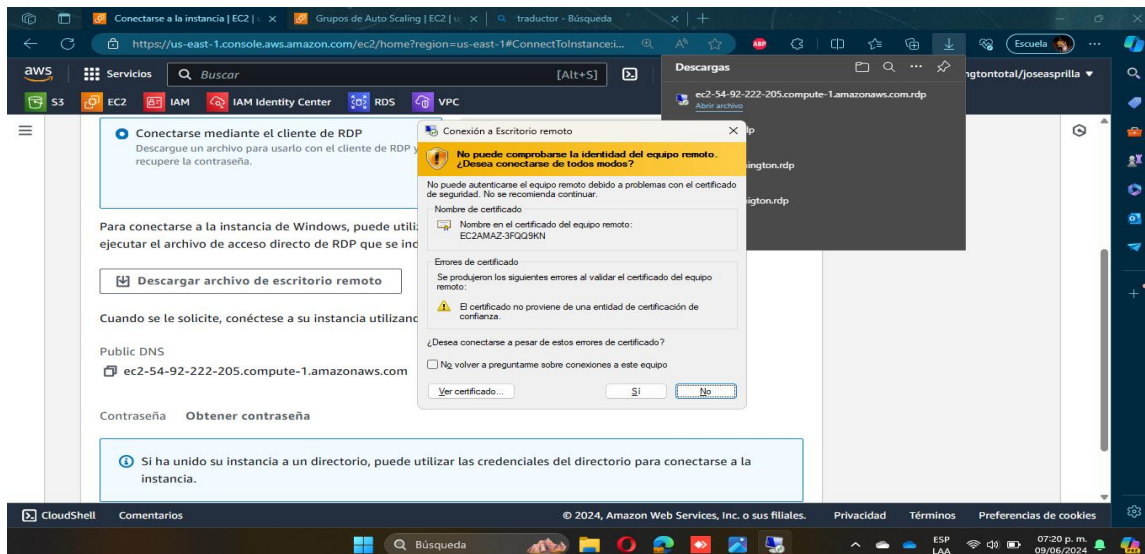 Conectarse a la instancia | EC2 | u
Grupos de Auto Scaling | EC2 | u
traductor - Búsqueda
https://us-east-1.console.aws.amazon.com/ec2/home?region=us-east-1#ConnectToInstance:i...
ABP
Escuela
aws
Servicios
Buscar
[Alt+S]
ngtontotal/joseasprilla
S3
EC2
IAM
IAM Identity Center
RDS
VPC
Descargas
ec2-54-92-222-205.compute-1.amazonaws.com.rdp
Abrir archivo
lp
ington.rdp
igton.rdp
Conectarse mediante el cliente de RDP
Descargue un archivo para usarlo con el cliente de RDP y
recupere la contraseña.
Para conectarse a la instancia de Windows, puede utili
ejecutar el archivo de acceso directo de RDP que se ind
Descargar archivo de escritorio remoto
Cuando se le solicite, conéctese a su instancia utilizand
Public DNS
ec2-54-92-222-205.compute-1.amazonaws.com
Contraseña Obtener contraseña
Si ha unido su instancia a un directorio, puede utilizar las credenciales del directorio para conectarse a la
instancia.
Conexión a Escritorio remoto
No puede comprobarse la identidad del equipo remoto.
¿Desea conectarse de todos modos?
No puede autenticarse el equipo remoto debido a problemas con el certificado
de seguridad. No se recomienda continuar.
Nombre de certificado
Nombre en el certificado del equipo remoto:
EC2AMAZ-3FQQ9KN
Errores de certificado
Se produjeron los siguientes errores al validar el certificado del equipo
remoto:
El certificado no proviene de una entidad de certificación de
confianza.
¿Desea conectarse a pesar de estos errores de certificado?
No volver a preguntarme sobre conexiones a este equipo
Ver certificado...
Sí
No
CloudShell
Comentarios
© 2024, Amazon Web Services, Inc. o sus filiales.
Privacidad
Términos
Preferencias de cookies
Búsqueda
ESP
LAA
07:20 p. m.
09/06/2024